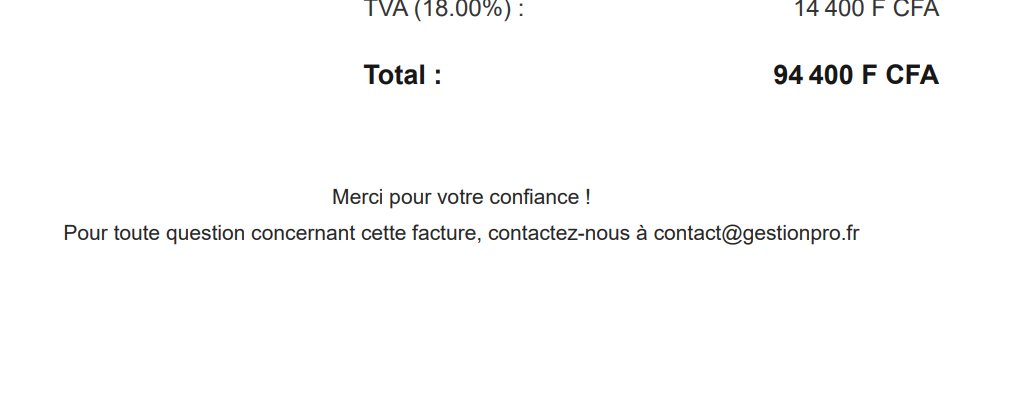 TVA (18.00%) : 14 400 F CFA
Total : 94 400 F CFA
Merci pour votre confiance !
Pour toute question concernant cette facture, contactez-nous à contact@gestionpro.fr